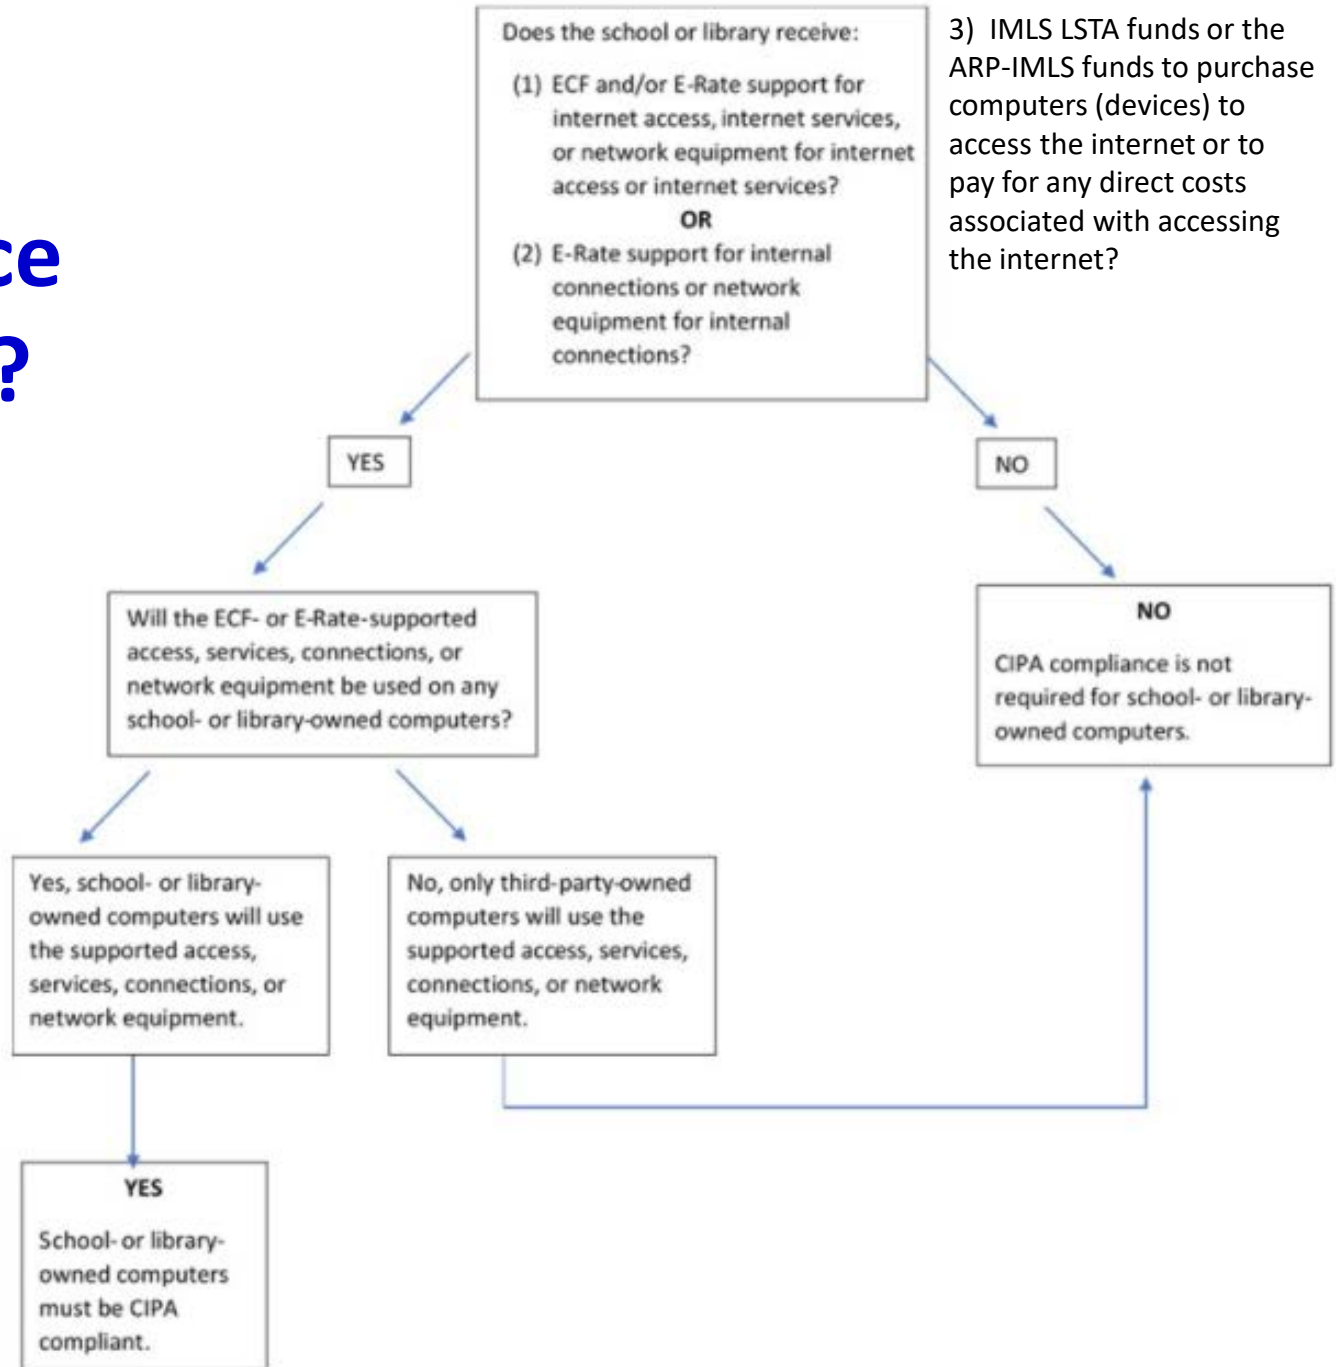 ce
?
Does the school or library receive:
(1) ECF and/or E-Rate support for
internet access, internet services,
or network equipment for internet
access or internet services?
OR
(2) E-Rate support for internal
connections or network
equipment for internal
connections?
3) IMLS LSTA funds or the
ARP-IMLS funds to purchase
computers (devices) to
access the internet or to
pay for any direct costs
associated with accessing
the internet?
YES
NO
Will the ECF- or E-Rate-supported
access, services, connections, or
network equipment be used on any
school- or library-owned computers?
NO
CIPA compliance is not
required for school- or library-
owned computers.
Yes, school- or library-
owned computers will use
the supported access,
services, connections, or
network equipment.
No, only third-party-owned
computers will use the
supported access, services,
connections, or network
equipment.
YES
School- or library-
owned computers
must be CIPA
compliant.